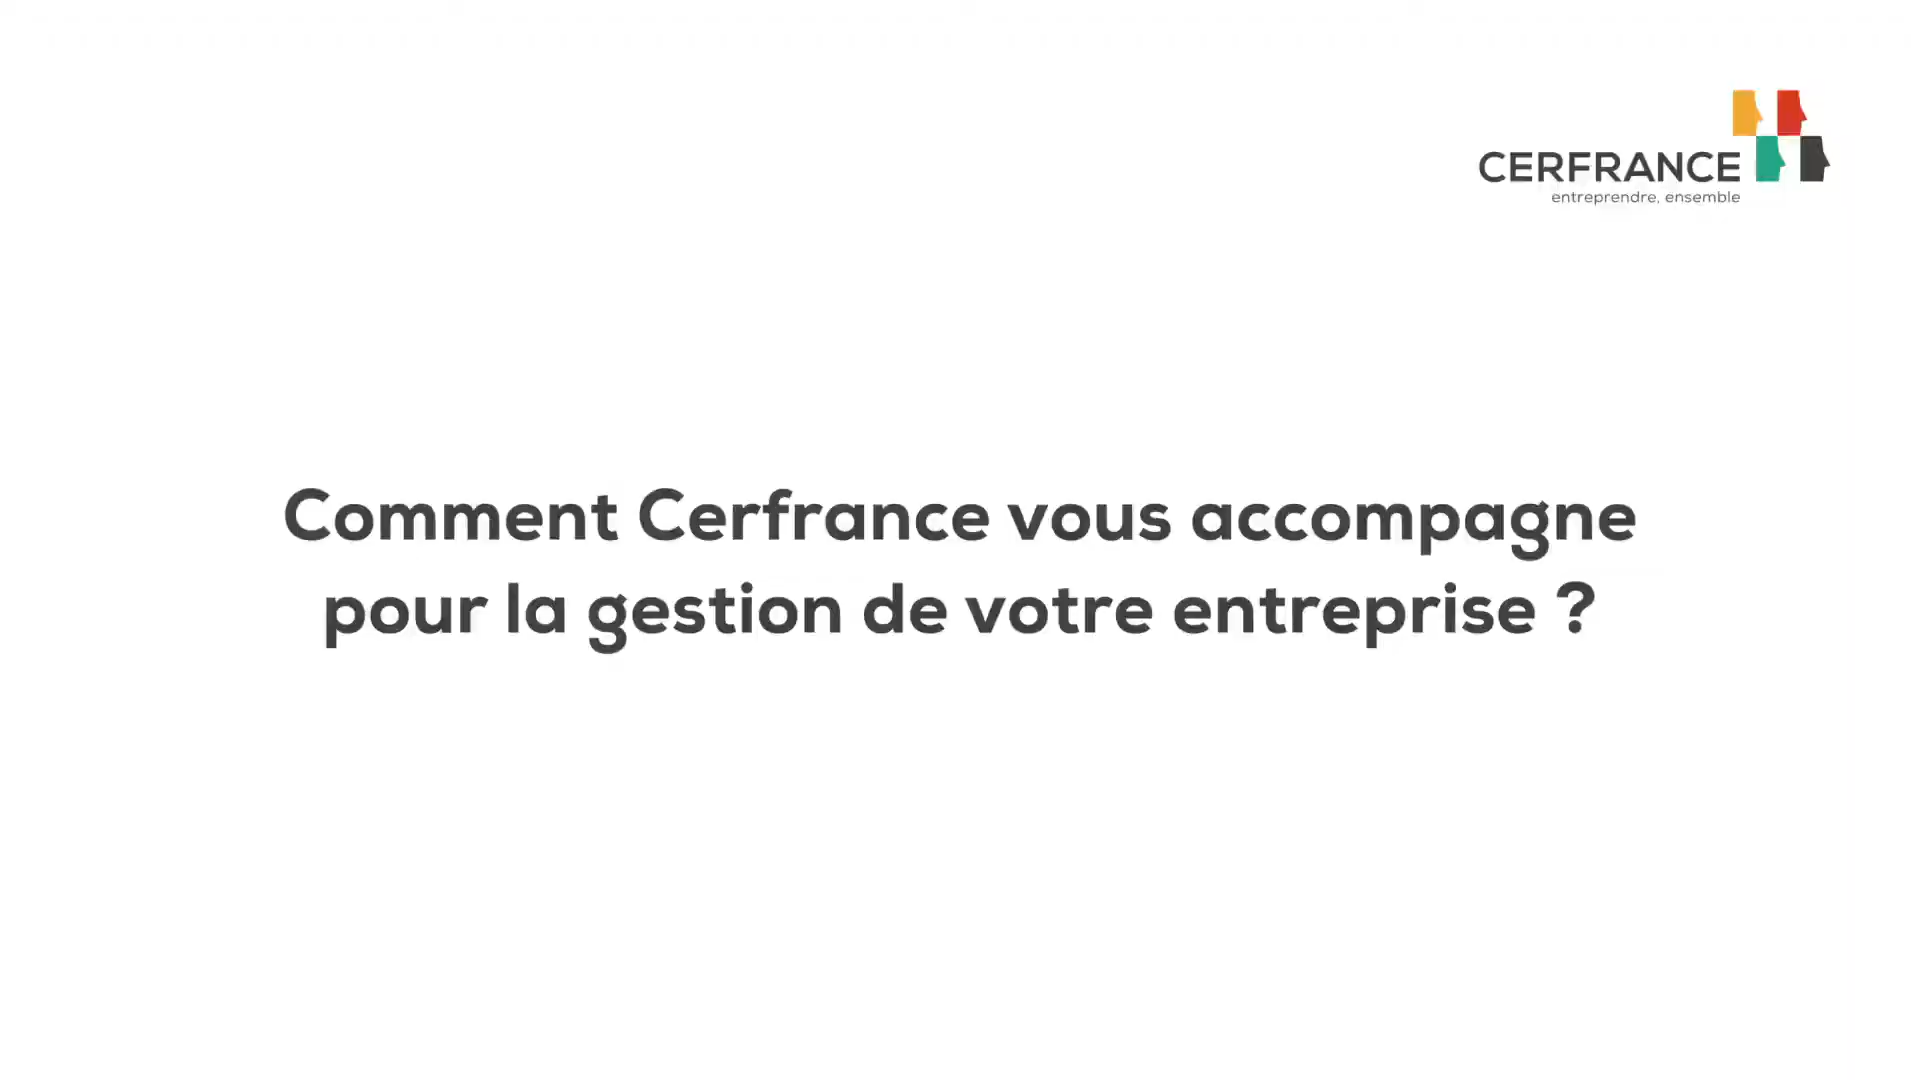 CERFRANCE
entreprendre, ensemble
Comment Cerfrance vous accompagne
pour la gestion de votre entreprise ?